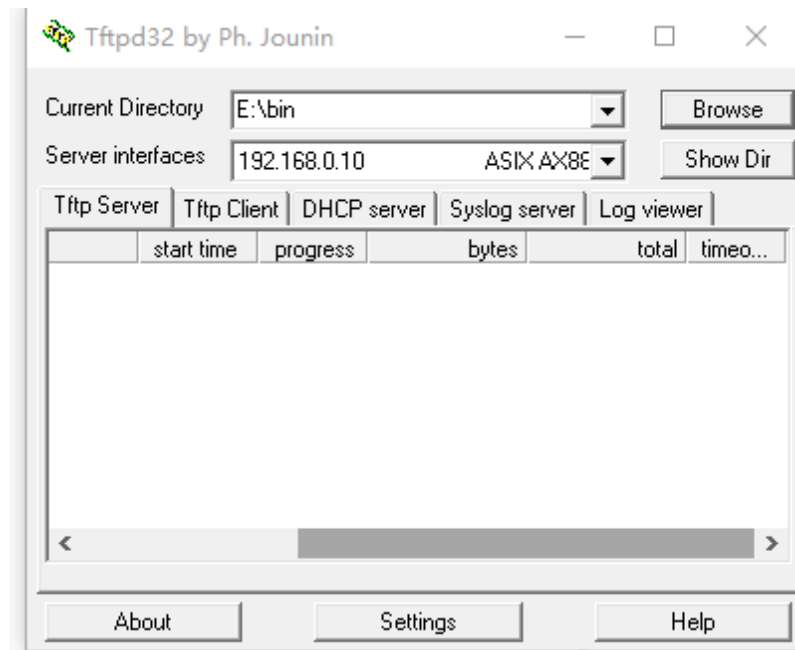 Tftpd32 by Ph. Jounin
Current Directory E:\bin Browse
Server interfaces 192.168.0.10 ASIX AX88 Show Dir
Tftp Server Tftp Client DHCP server Syslog server Log viewer
start time progress bytes total timeo...
About Settings Help